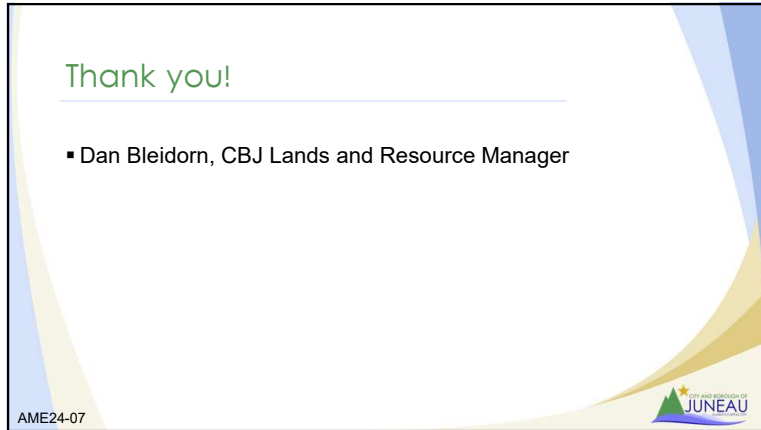 Thank you!
▪ Dan Bleidorn, CBJ Lands and Resource Manager
AME24-07
CITY AND BOROUGH OF
JUNEAU